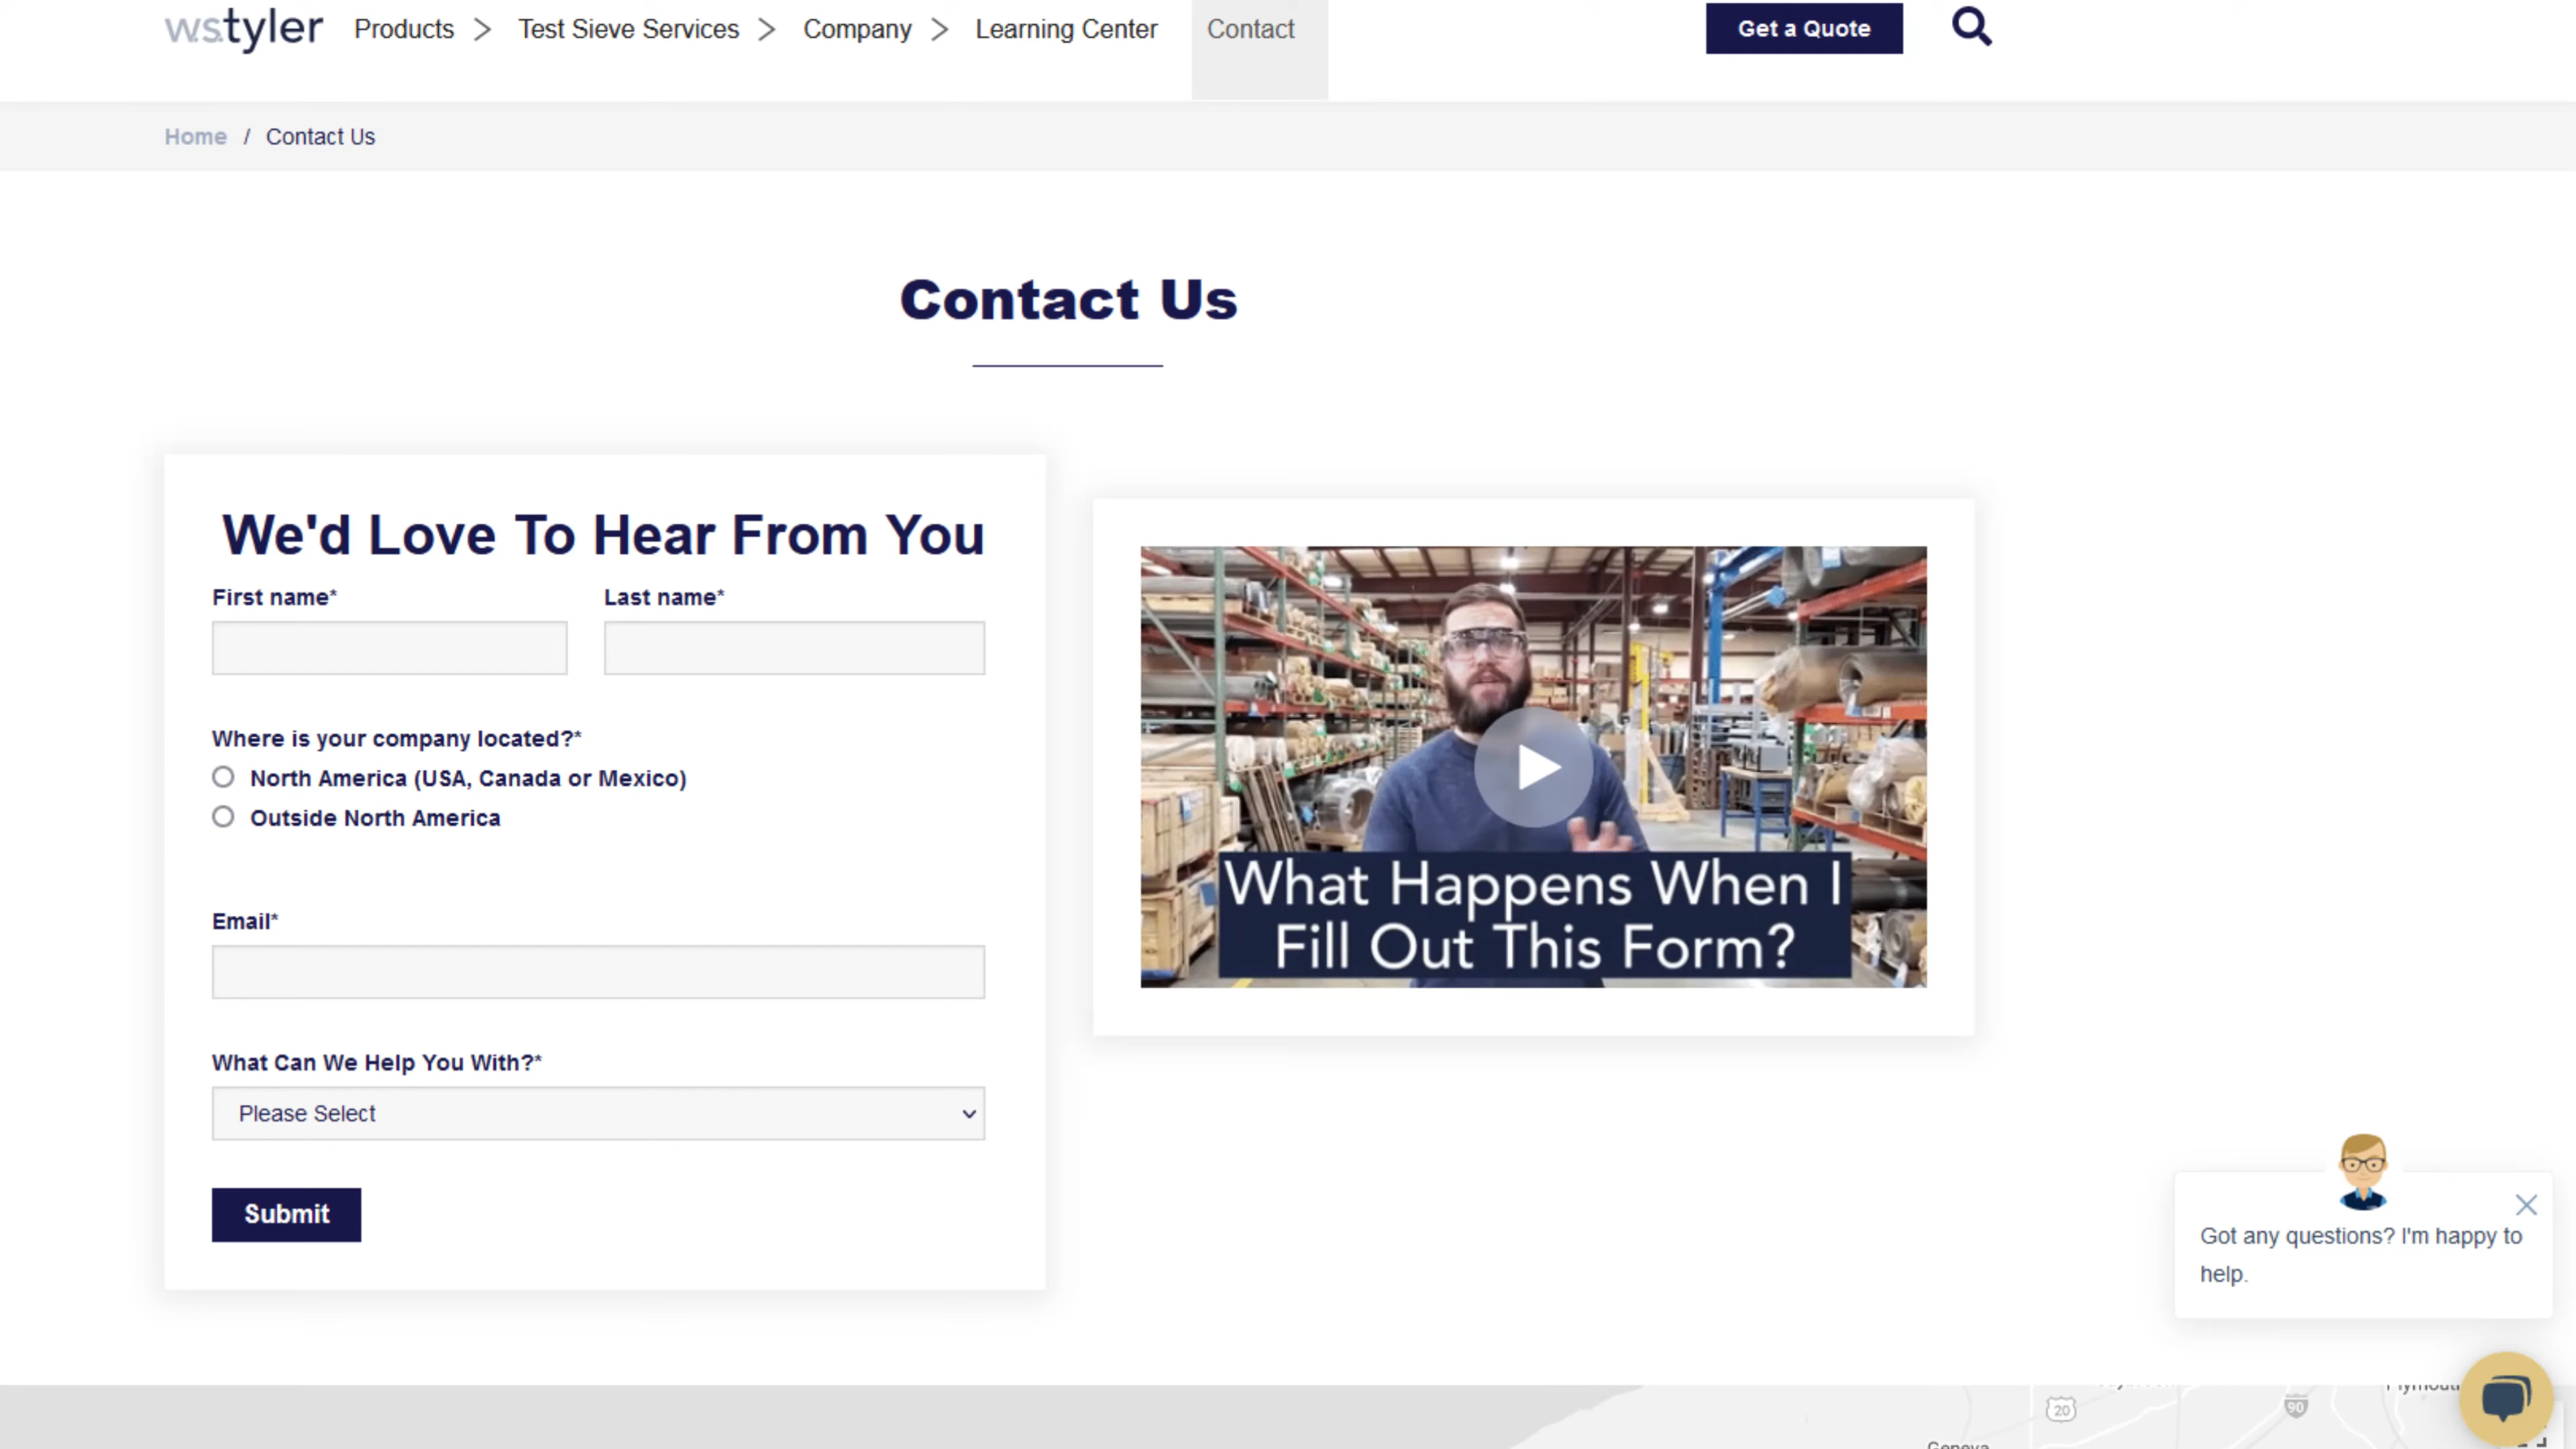 w.s.tyler Products Test Sieve Services Company Learning Center Contact Get a Quote
Home / Contact Us
Contact Us
We'd Love To Hear From You
First name* Last name*
Where is your company located?*
North America (USA, Canada or Mexico)
Outside North America
Email*
What Can We Help You With?*
Please Select
Submit
What Happens When I
Fill Out This Form?
Got any questions? I'm happy to
help.
20
90